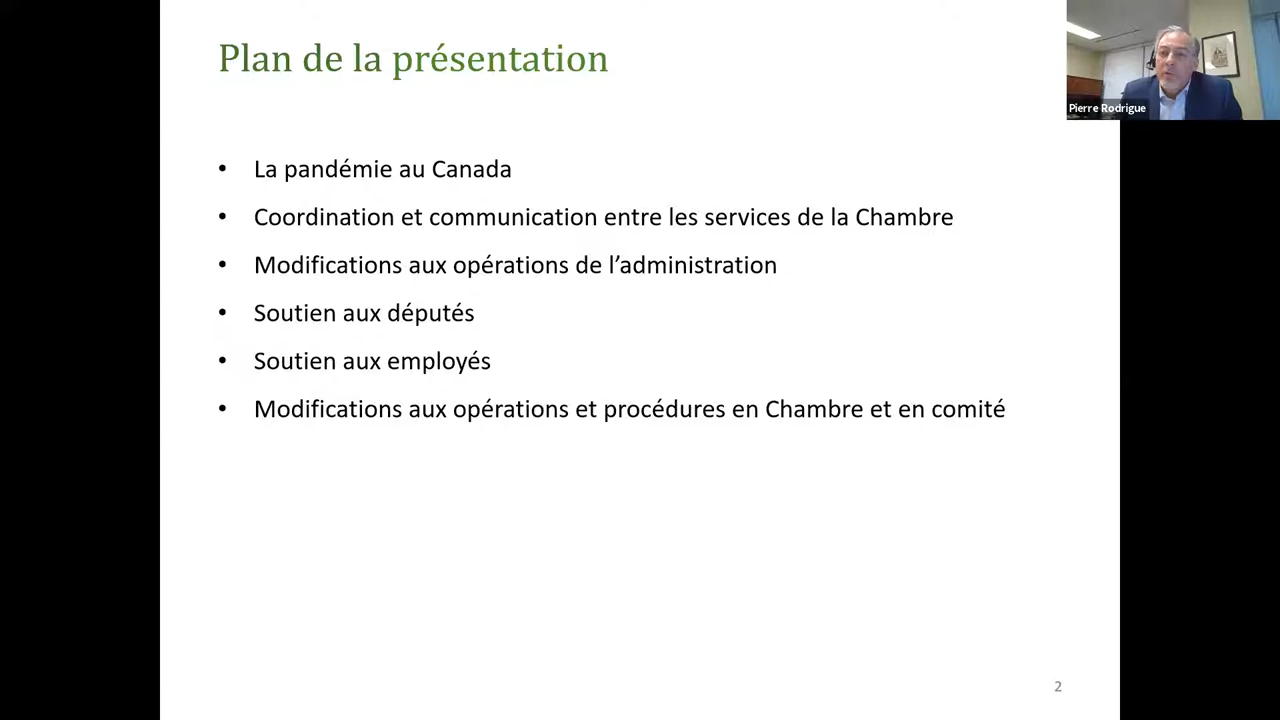 Plan de la présentation
Pierre Rodrigue
• La pandémie au Canada
• Coordination et communication entre les services de la Chambre
• Modifications aux opérations de l’administration
• Soutien aux députés
• Soutien aux employés
• Modifications aux opérations et procédures en Chambre et en comité
2